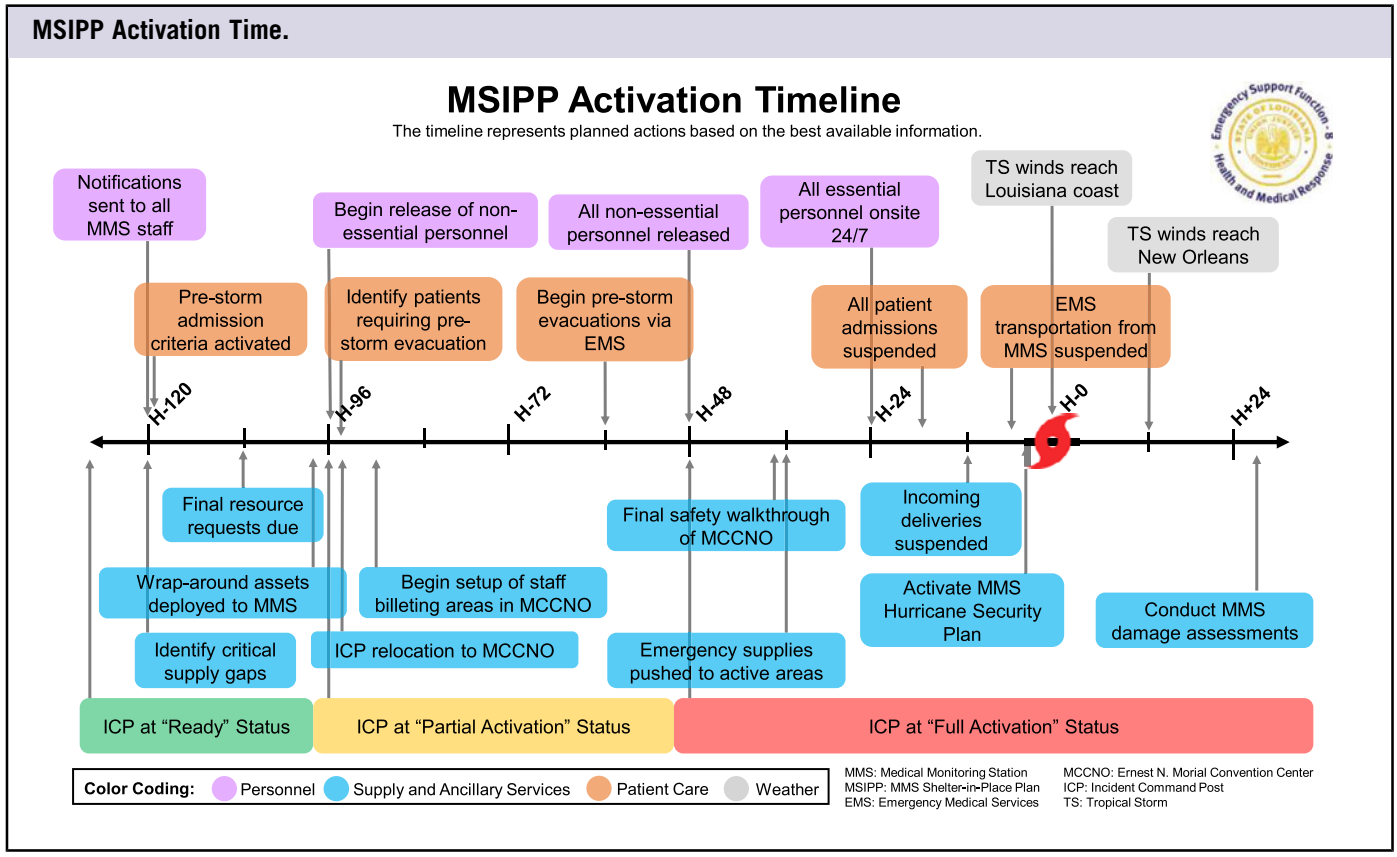 MSIPP Activation Time.
MSIPP Activation Timeline
The timeline represents planned actions based on the best available information.
Emergency Support Function - 8
Health and Medical Response
STATE OF LOUISIANA
Notifications
sent to all
MMS staff
Begin release of non-
essential personnel
All non-essential
personnel released
All essential
personnel onsite
24/7
TS winds reach
Louisiana coast
TS winds reach
New Orleans
Pre-storm
admission
criteria activated
Identify patients
requiring pre-
storm evacuation
Begin pre-storm
evacuations via
EMS
All patient
admissions
suspended
EMS
transportation from
MMS suspended
H-120
H-96
H-72
H-48
H-24
H-0
H+24
Final resource
requests due
Final safety walkthrough
of MCCNO
Incoming
deliveries
suspended
Wrap-around assets
deployed to MMS
Begin setup of staff
billeting areas in MCCNO
Activate MMS
Hurricane Security
Plan
Conduct MMS
damage assessments
Identify critical
supply gaps
ICP relocation to MCCNO
Emergency supplies
pushed to active areas
ICP at “Ready” Status
ICP at “Partial Activation” Status
ICP at “Full Activation” Status
Color Coding:
Personnel
Supply and Ancillary Services
Patient Care
Weather
MMS: Medical Monitoring Station
MSIPP: MMS Shelter-in-Place Plan
EMS: Emergency Medical Services
MCCNO: Ernest N. Morial Convention Center
ICP: Incident Command Post
TS: Tropical Storm